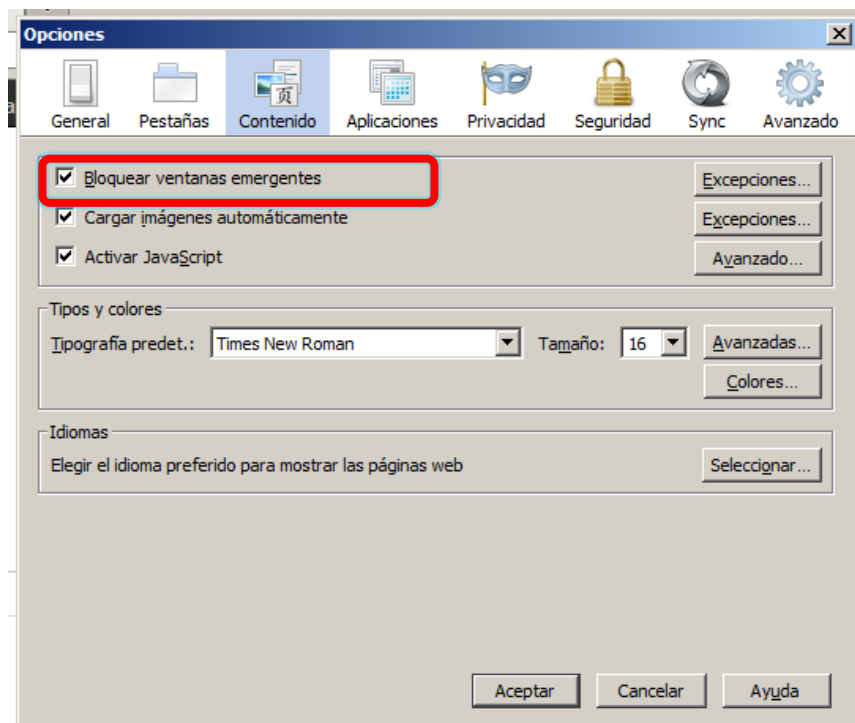 Opciones
General Pestañas Contenido Aplicaciones Privacidad Seguridad Sync Avanzado
页
Bloquear ventanas emergentes Excepciones...
Cargar imágenes automáticamente Excepciones...
Activar JavaScript Avanzado...
Tipos y colores
Tipografía predet.: Times New Roman Tamaño: 16 Avanzadas...
Colores...
Idiomas
Elegir el idioma preferido para mostrar las páginas web Seleccionar...
Aceptar Cancelar Ayuda